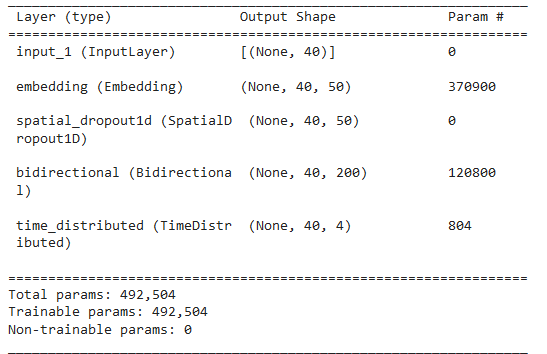 Layer (type) Output Shape Param #
input_1 (InputLayer) [(None, 40)] 0
embedding (Embedding) (None, 40, 50) 370900
spatial_dropout1d (SpatialD (None, 40, 50) 0
ropout1D)
bidirectional (Bidirectiona (None, 40, 200) 120800
l)
time_distributed (TimeDistr (None, 40, 4) 804
ibuted)
Total params: 492,504
Trainable params: 492,504
Non-trainable params: 0